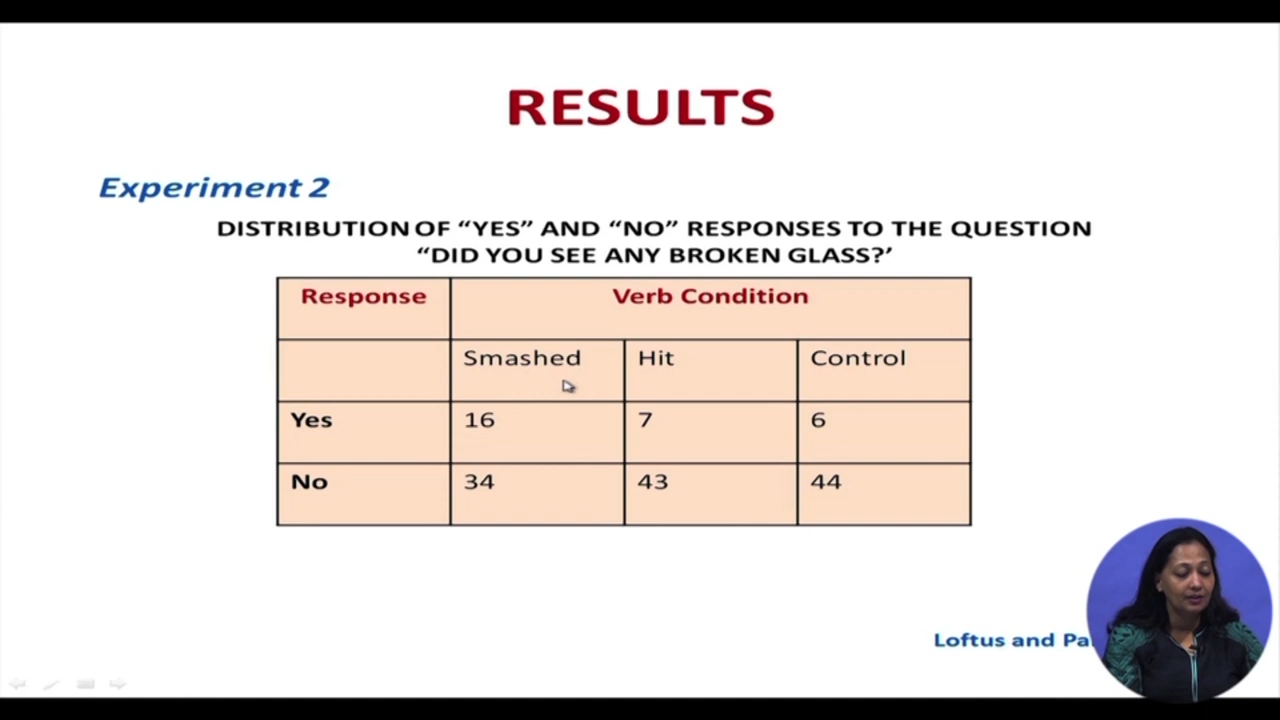 RESULTS
Experiment 2
DISTRIBUTION OF “YES” AND “NO” RESPONSES TO THE QUESTION
“DID YOU SEE ANY BROKEN GLASS?’
Response Verb Condition
Smashed Hit Control
Yes 16 7 6
No 34 43 44
Loftus and